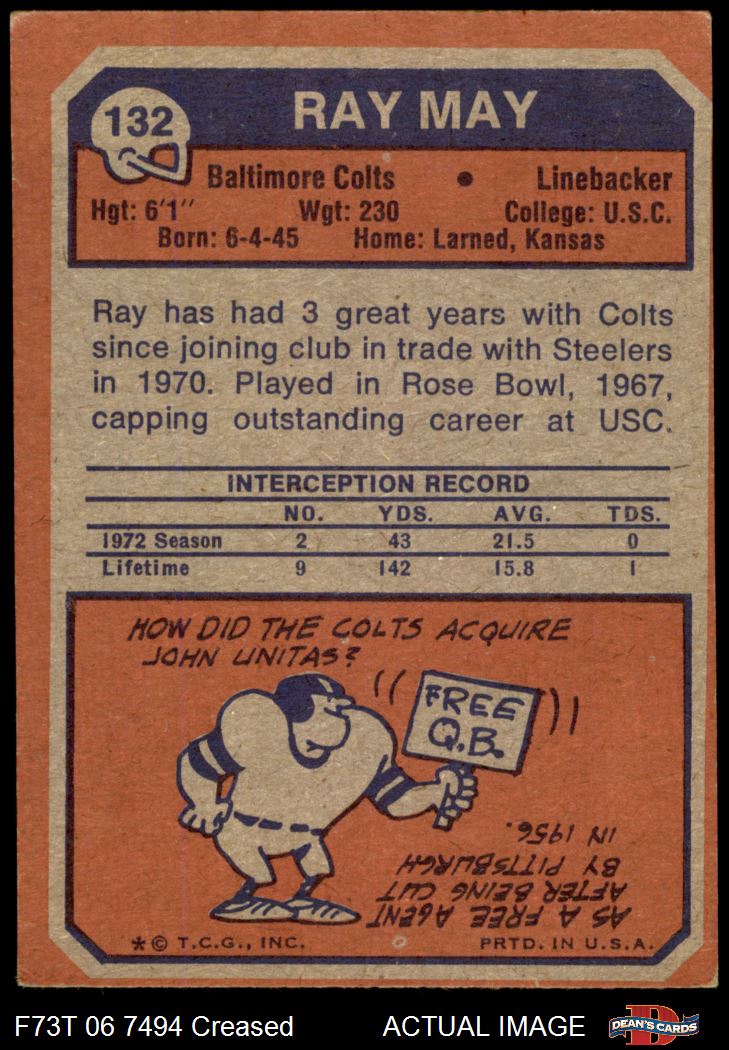 132
RAY MAY
Baltimore Colts • Linebacker
Hgt: 6'1" Wgt: 230 College: U.S.C.
Born: 6-4-45 Home: Larned, Kansas
Ray has had 3 great years with Colts
since joining club in trade with Steelers
in 1970. Played in Rose Bowl, 1967,
capping outstanding career at USC.
INTERCEPTION RECORD
NO. YDS. AVG. TDS.
1972 Season 2 43 21.5 0
Lifetime 9 142 15.8 1
HOW DID THE COLTS ACQUIRE
JOHN UNITAS?
FREE
Q.B.
AS A FREE AGENT
AFTER BEING CUT
BY PITTSBURGH
IN 1956.
*© T.C.G., INC. PRTD. IN U.S.A.
F73T 06 7494 Creased ACTUAL IMAGE
D
DEAN'S CARDS